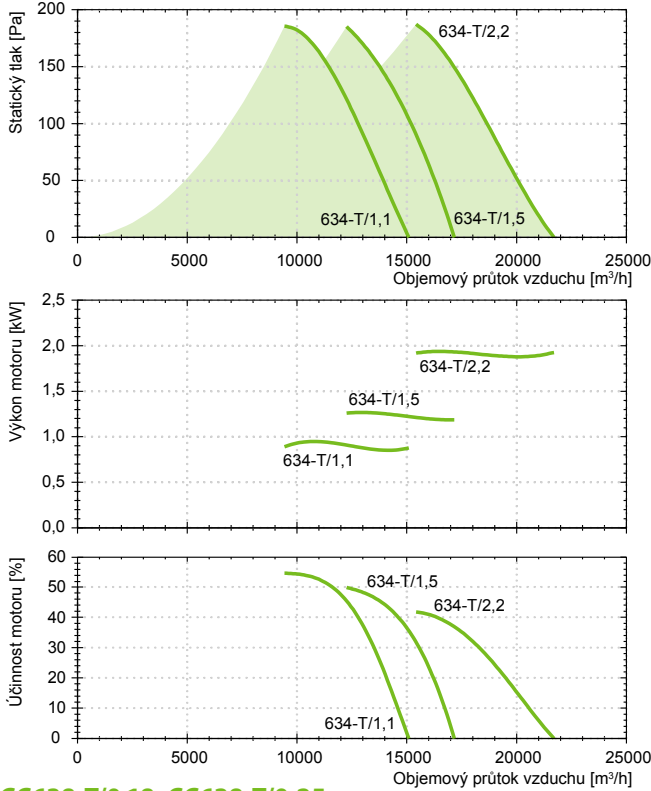 Statický tlak [Pa]
200
150
100
50
0
634-T/2,2
634-T/1,1
634-T/1,5
0 5000 10000 15000 20000 25000
Objemový průtok vzduchu [m³/h]
Výkon motoru [kW]
2,5
2,0
1,5
1,0
0,5
0,0
634-T/2,2
634-T/1,5
634-T/1,1
Účinnost motoru [%]
60
50
40
30
20
10
0
634-T/1,5
634-T/2,2
634-T/1,1
0 5000 10000 15000 20000 25000
Objemový průtok vzduchu [m³/h]